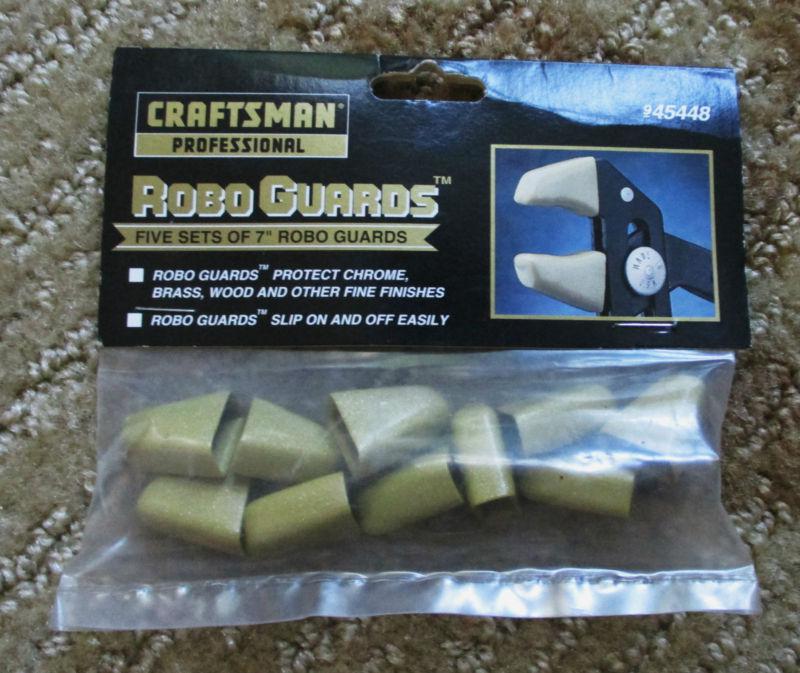 CRAFTSMAN®
PROFESSIONAL
945448
ROBO GUARDS™
FIVE SETS OF 7" ROBO GUARDS
ROBO GUARDS™ PROTECT CHROME,
BRASS, WOOD AND OTHER FINE FINISHES
ROBO GUARDS™ SLIP ON AND OFF EASILY